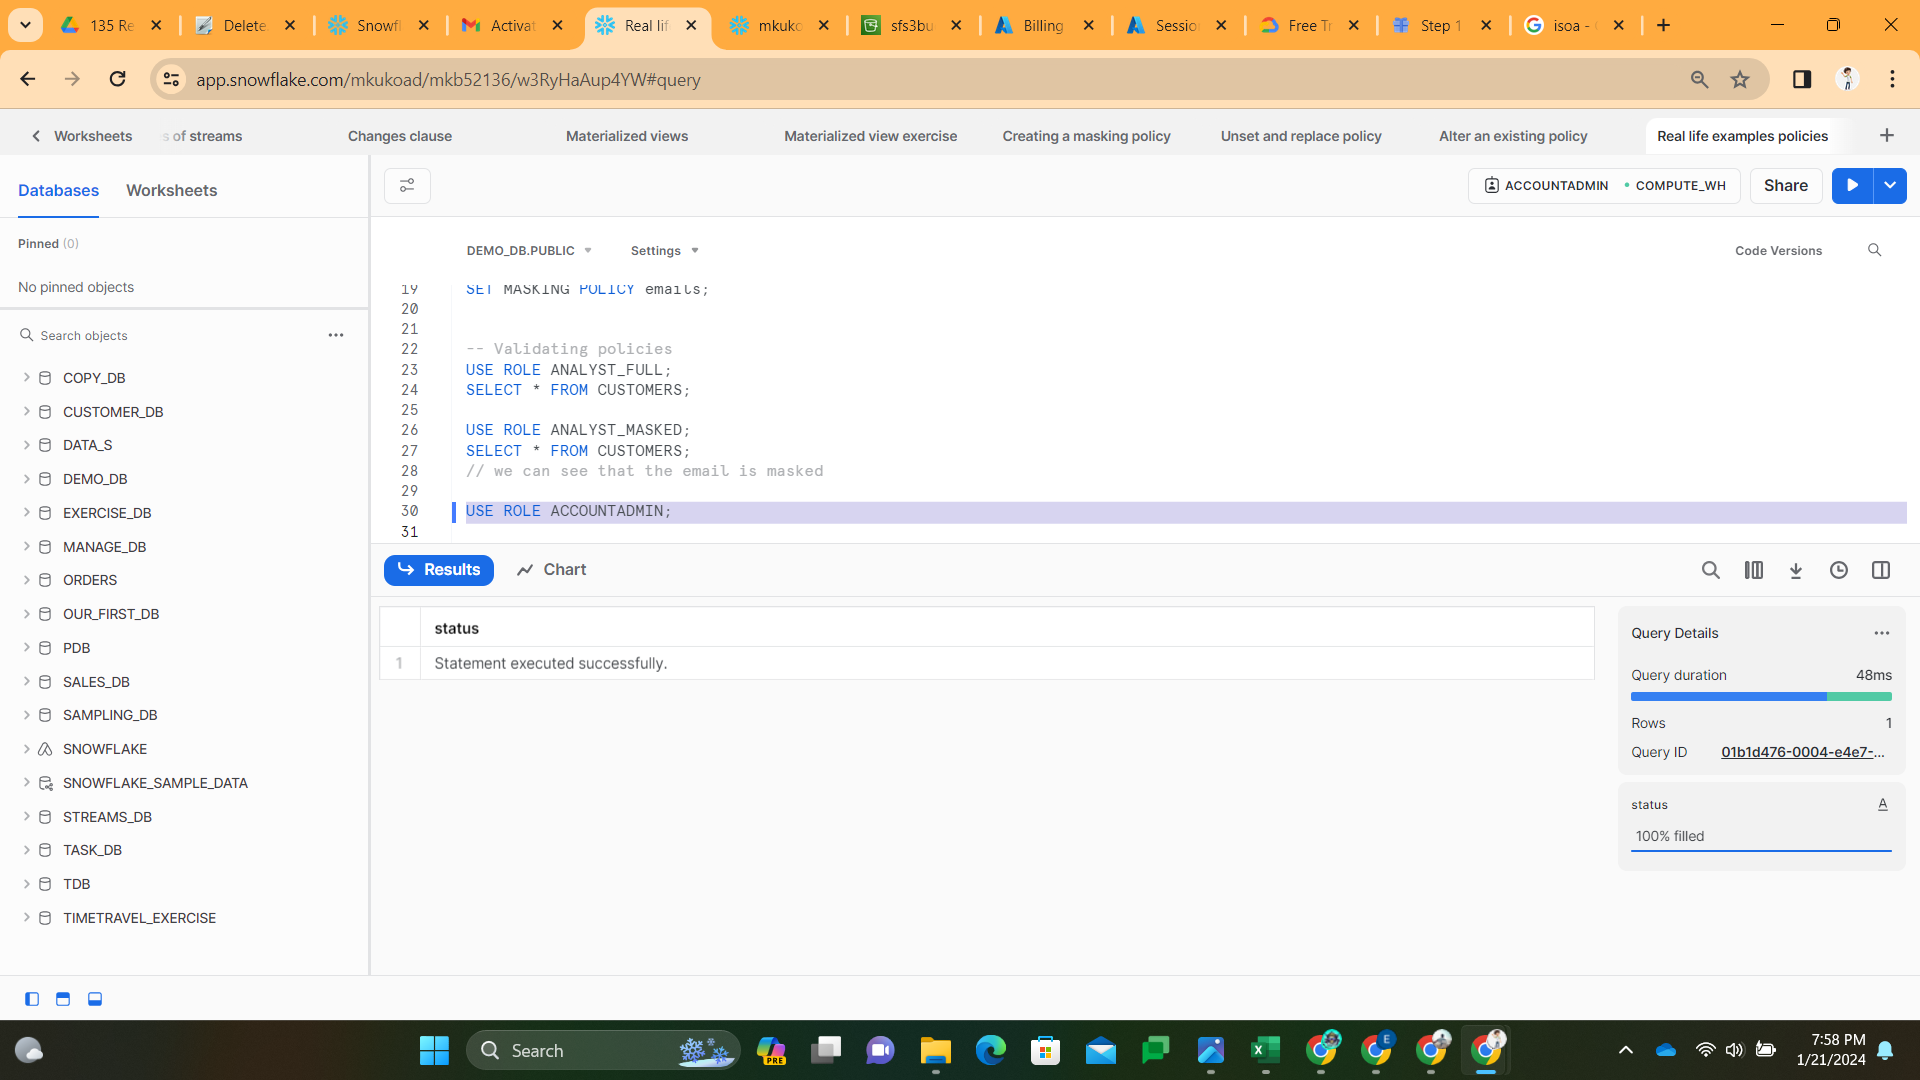 135 Re
Delete
Snowfl
Activat
Real lif
mkuko
sfs3bu
Billing
Sessio
Free Tr
Step 1
isoa -
app.snowflake.com/mkukoad/mkb52136/w3RyHaAup4YW#query
Worksheets
s of streams
Changes clause
Materialized views
Materialized view exercise
Creating a masking policy
Unset and replace policy
Alter an existing policy
Real life examples policies
Databases
Worksheets
ACCOUNTADMIN
COMPUTE_WH
Share
Pinned (0)
No pinned objects
Search objects
COPY_DB
CUSTOMER_DB
DATA_S
DEMO_DB
EXERCISE_DB
MANAGE_DB
ORDERS
OUR_FIRST_DB
PDB
SALES_DB
SAMPLING_DB
SNOWFLAKE
SNOWFLAKE_SAMPLE_DATA
STREAMS_DB
TASK_DB
TDB
TIMETRAVEL_EXERCISE
DEMO_DB.PUBLIC
Settings
Code Versions
19 SET MASKING POLICY emails;
20
21
22 -- Validating policies
23 USE ROLE ANALYST_FULL;
24 SELECT * FROM CUSTOMERS;
25
26 USE ROLE ANALYST_MASKED;
27 SELECT * FROM CUSTOMERS;
28 // we can see that the email is masked
29
30 USE ROLE ACCOUNTADMIN;
31
Results
Chart
status
1 Statement executed successfully.
Query Details
Query duration 48ms
Rows 1
Query ID 01b1d476-0004-e4e7-...
status A
100% filled
Search
PRE
E
7:58 PM
1/21/2024